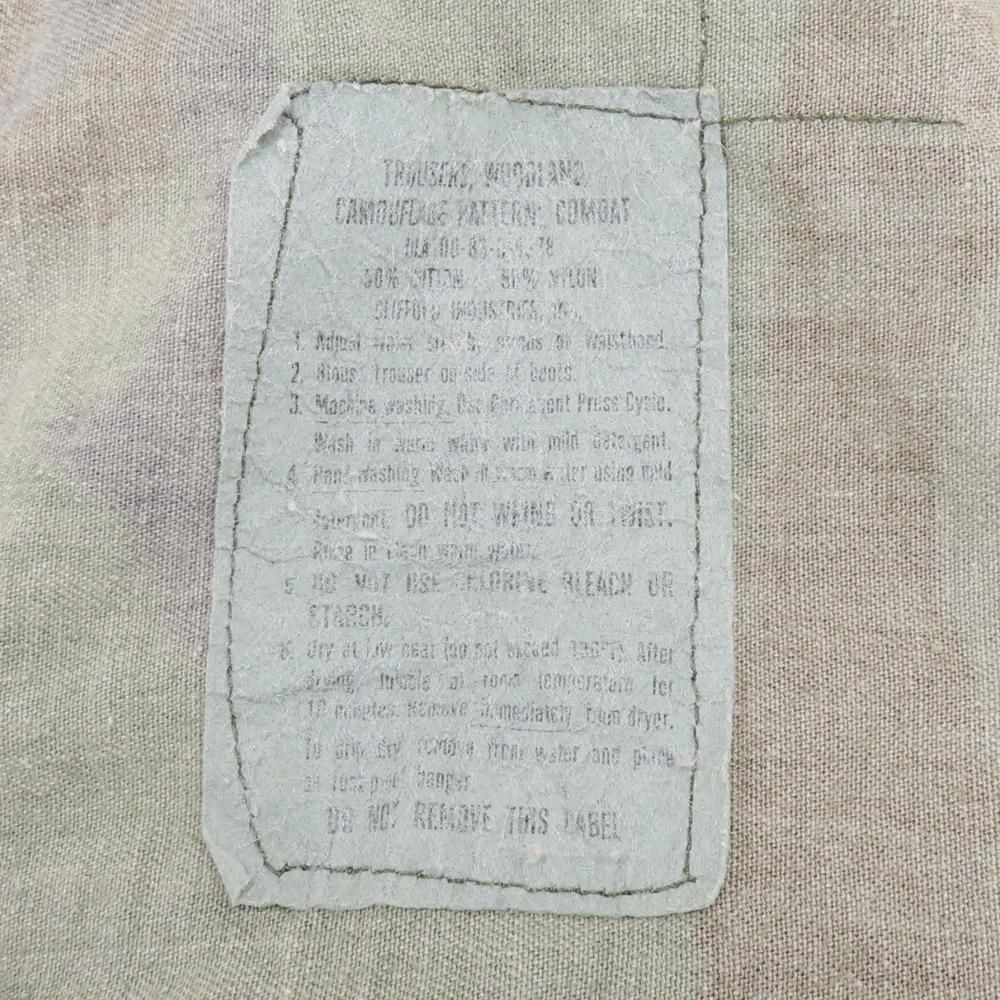 TROUSERS, WOODLAND
CAMOUFLAGE PATTERN: COMBAT
50% COTTON 50% NYLON
INDUSTRIES, INC.
1. Adjust waist straps or waistband.
2. Blouse trouser outside of boots.
3. Machine washing. Use Permanent Press Cycle.
Wash in warm water with mild detergent.
4. Hand washing. Wash in warm water using mild
detergent. DO NOT WRING OR TWIST.
Rinse in clean warm water.
5. DO NOT USE CHLORINE BLEACH OR
STARCH.
6. Dry at low heat (do not exceed After
drying, tumble at room temperature for
10 minutes. Remove immediately from dryer.
To drip dry remove from water and place
on rust-proof hanger.
DO NOT REMOVE THIS LABEL